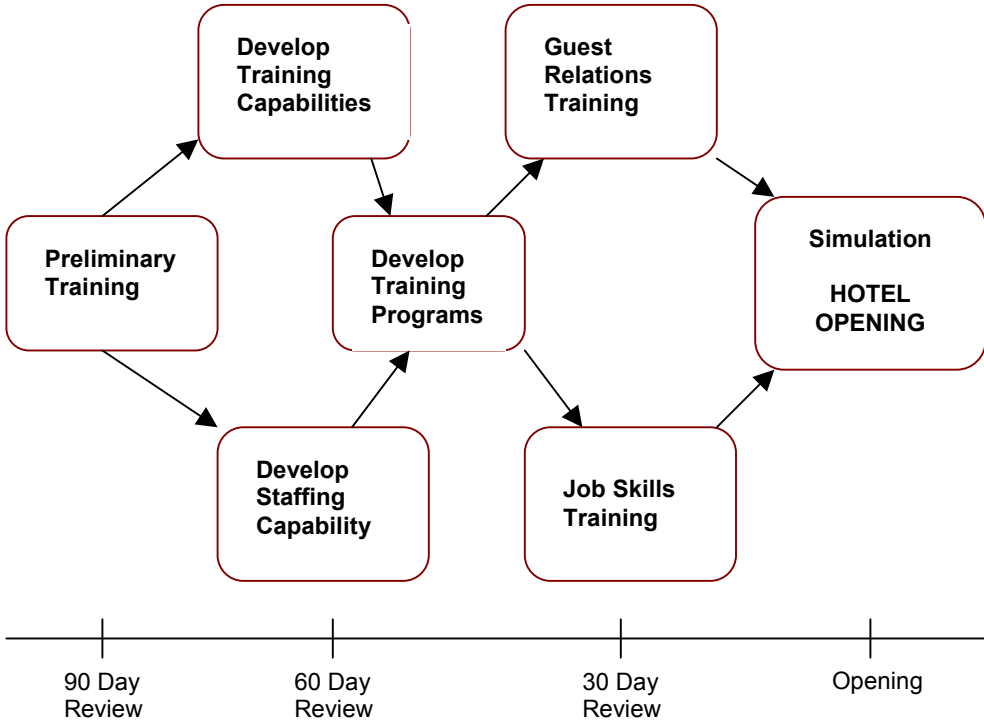 Develop
Training
Capabilities
Guest
Relations
Training
Preliminary
Training
Develop
Training
Programs
Simulation
HOTEL
OPENING
Develop
Staffing
Capability
Job Skills
Training
90 Day
Review
60 Day
Review
30 Day
Review
Opening